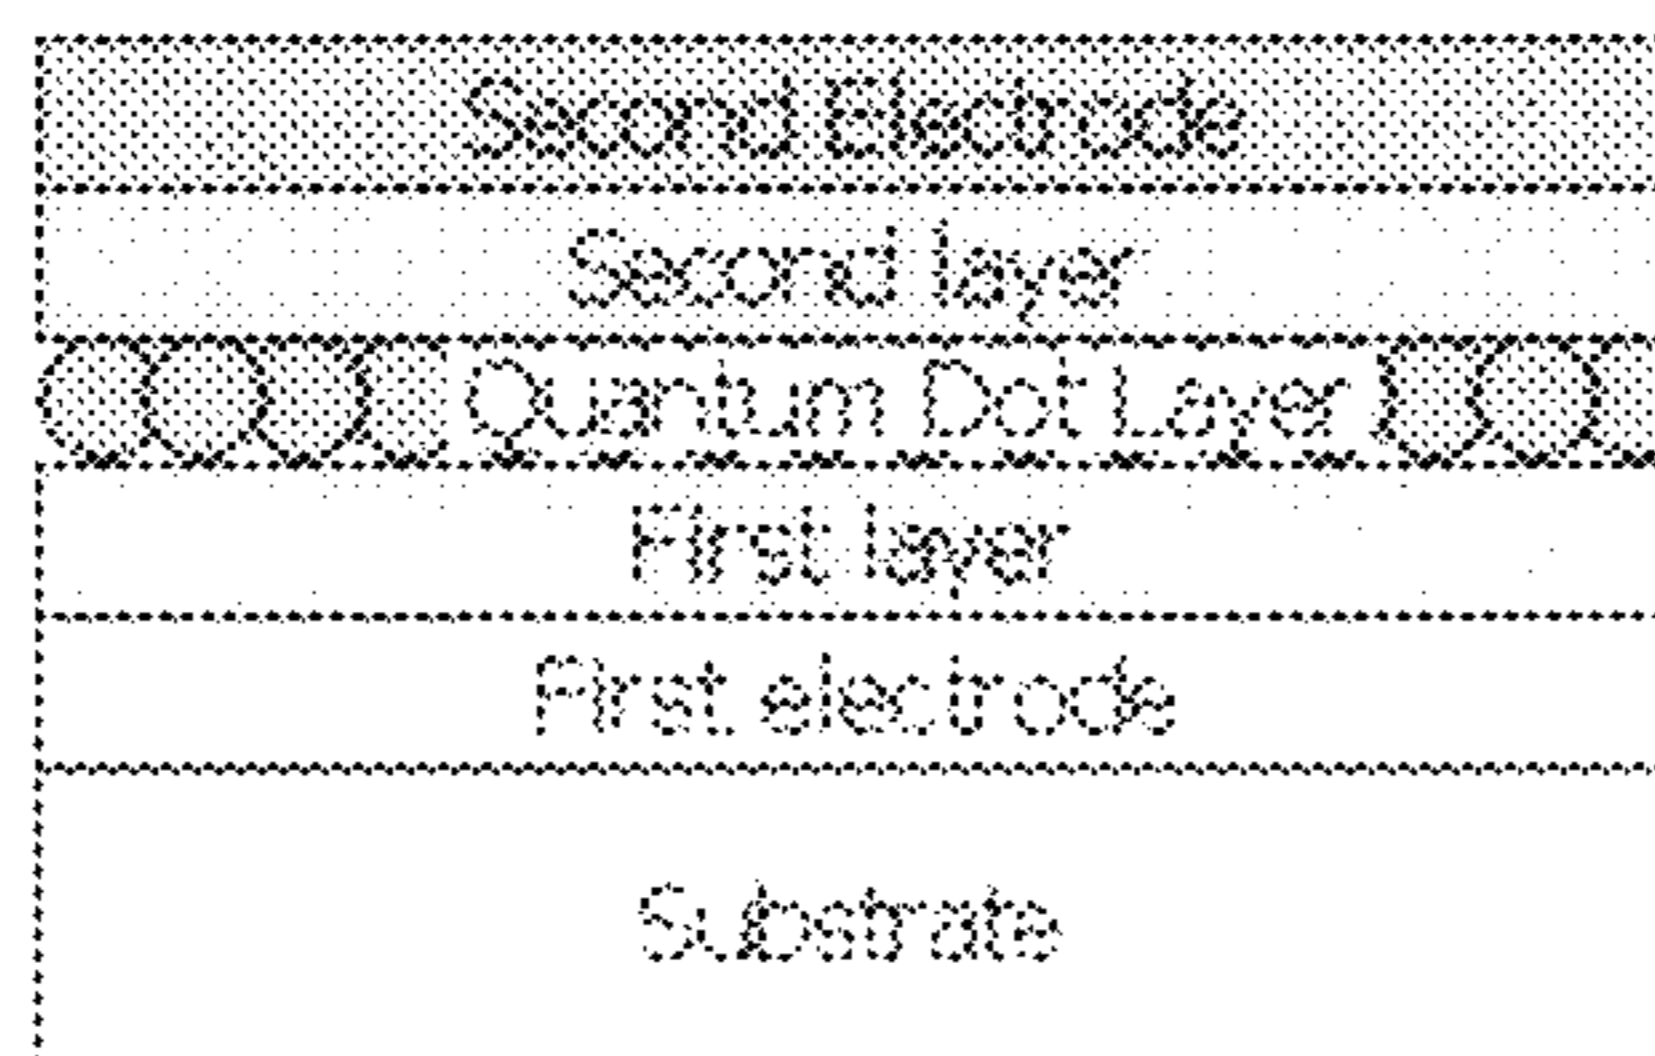 Second Electrode
Second layer
Quantum Dot Layer
First layer
First electrode
Substrate